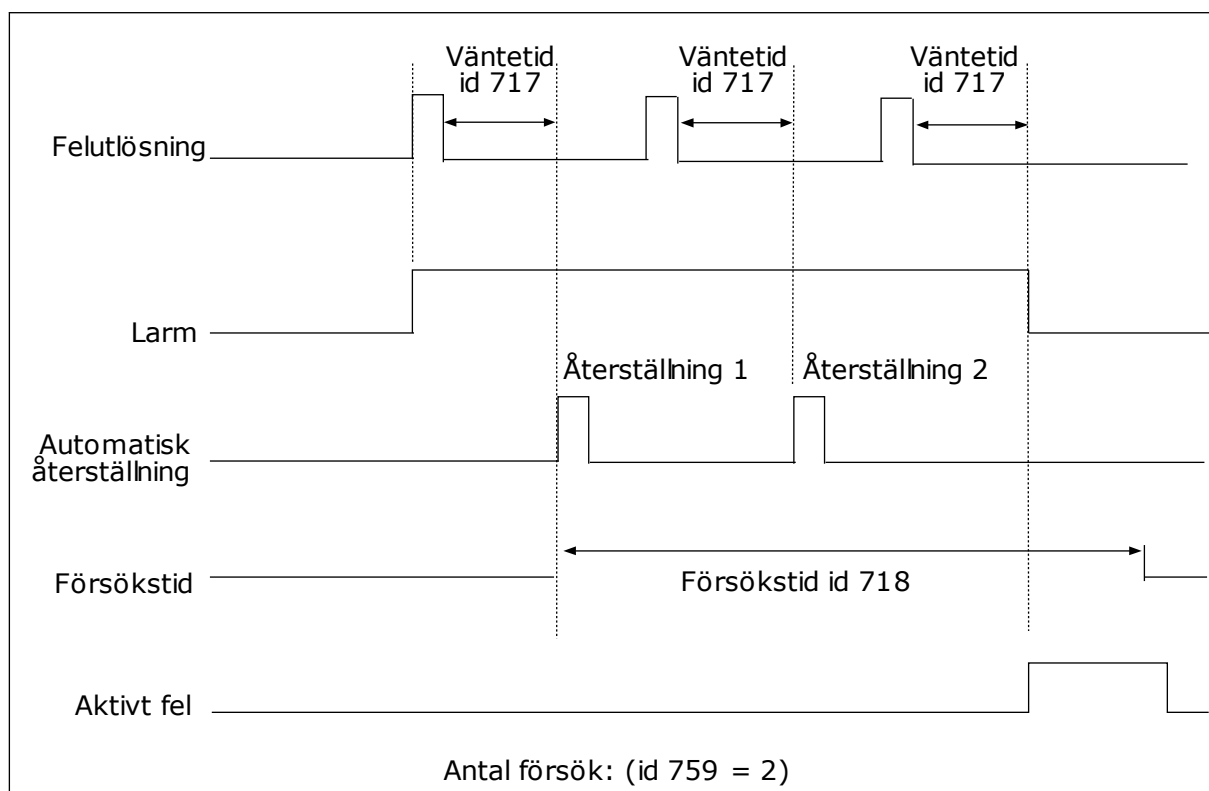 Väntetid
id 717
Väntetid
id 717
Väntetid
id 717
Felutlösning
Larm
Återställning 1
Återställning 2
Automatisk
återställning
Försökstid
Försökstid id 718
Aktivt fel
Antal försök: (id 759 = 2)